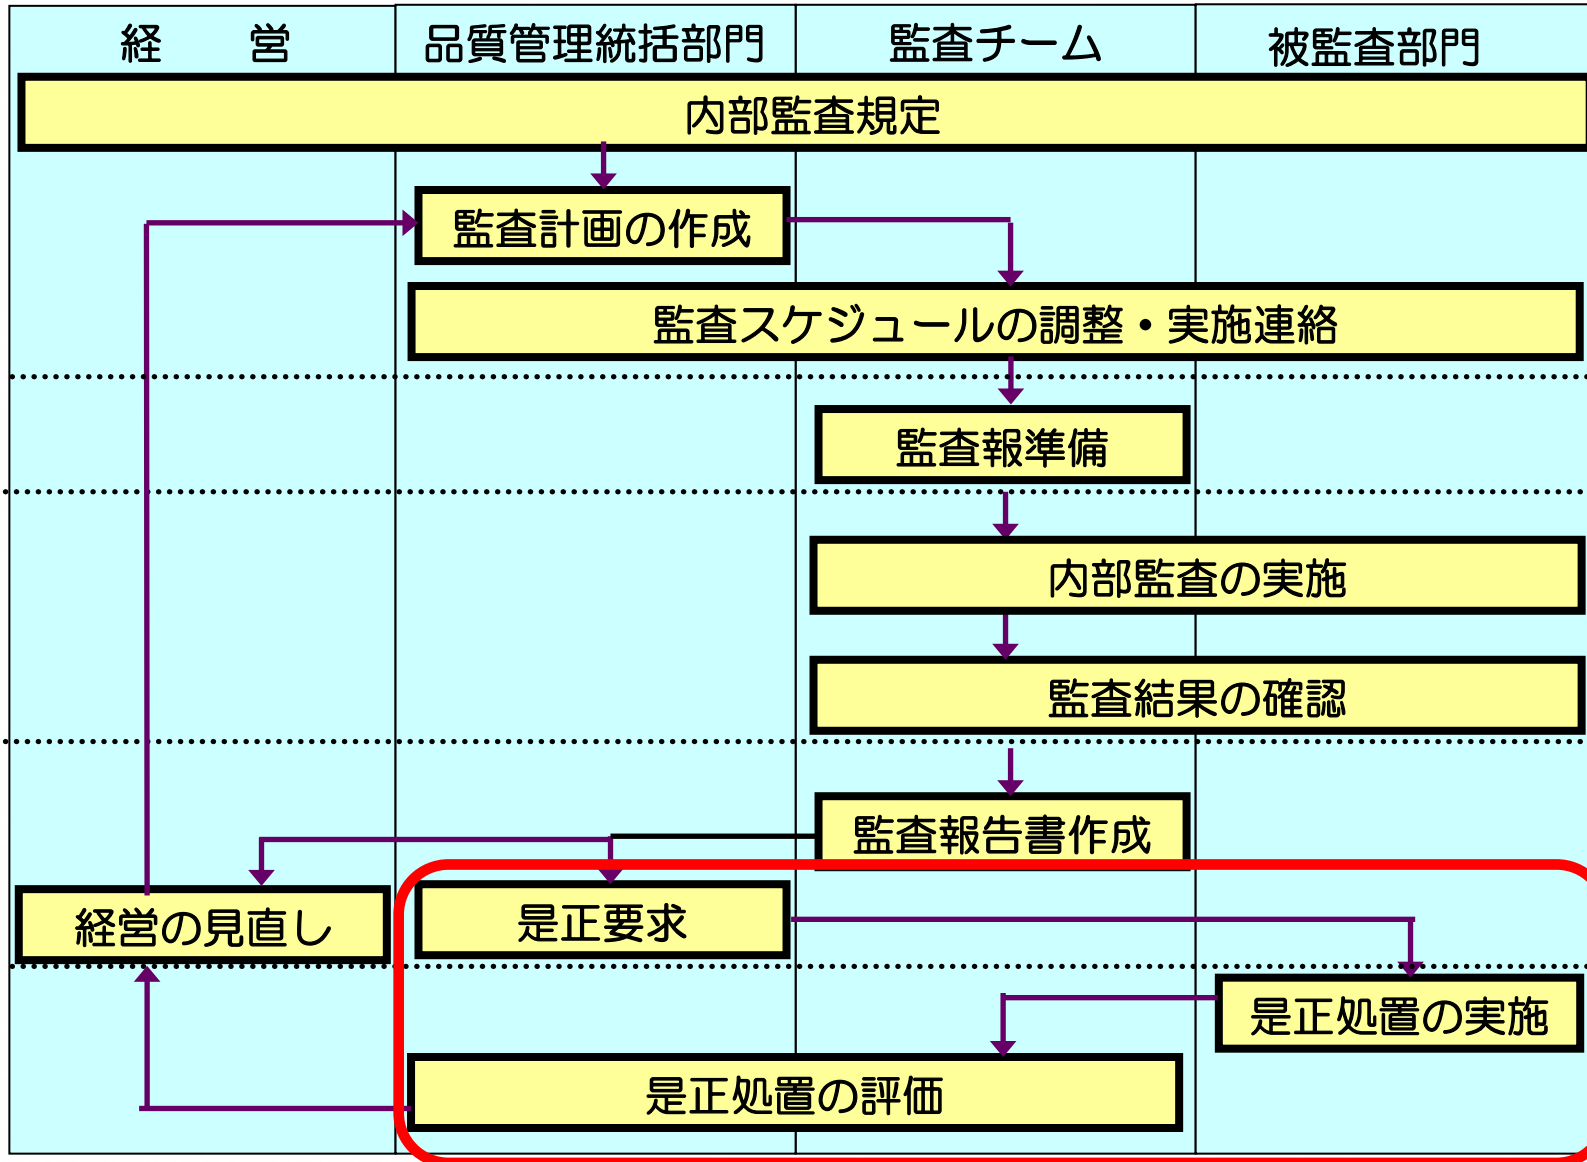 経　営
品質管理統括部門
監査チーム
被監査部門
内部監査規定
監査計画の作成
監査スケジュールの調整・実施連絡
監査報準備
内部監査の実施
監査結果の確認
監査報告書作成
経営の見直し
是正要求
是正処置の実施
是正処置の評価